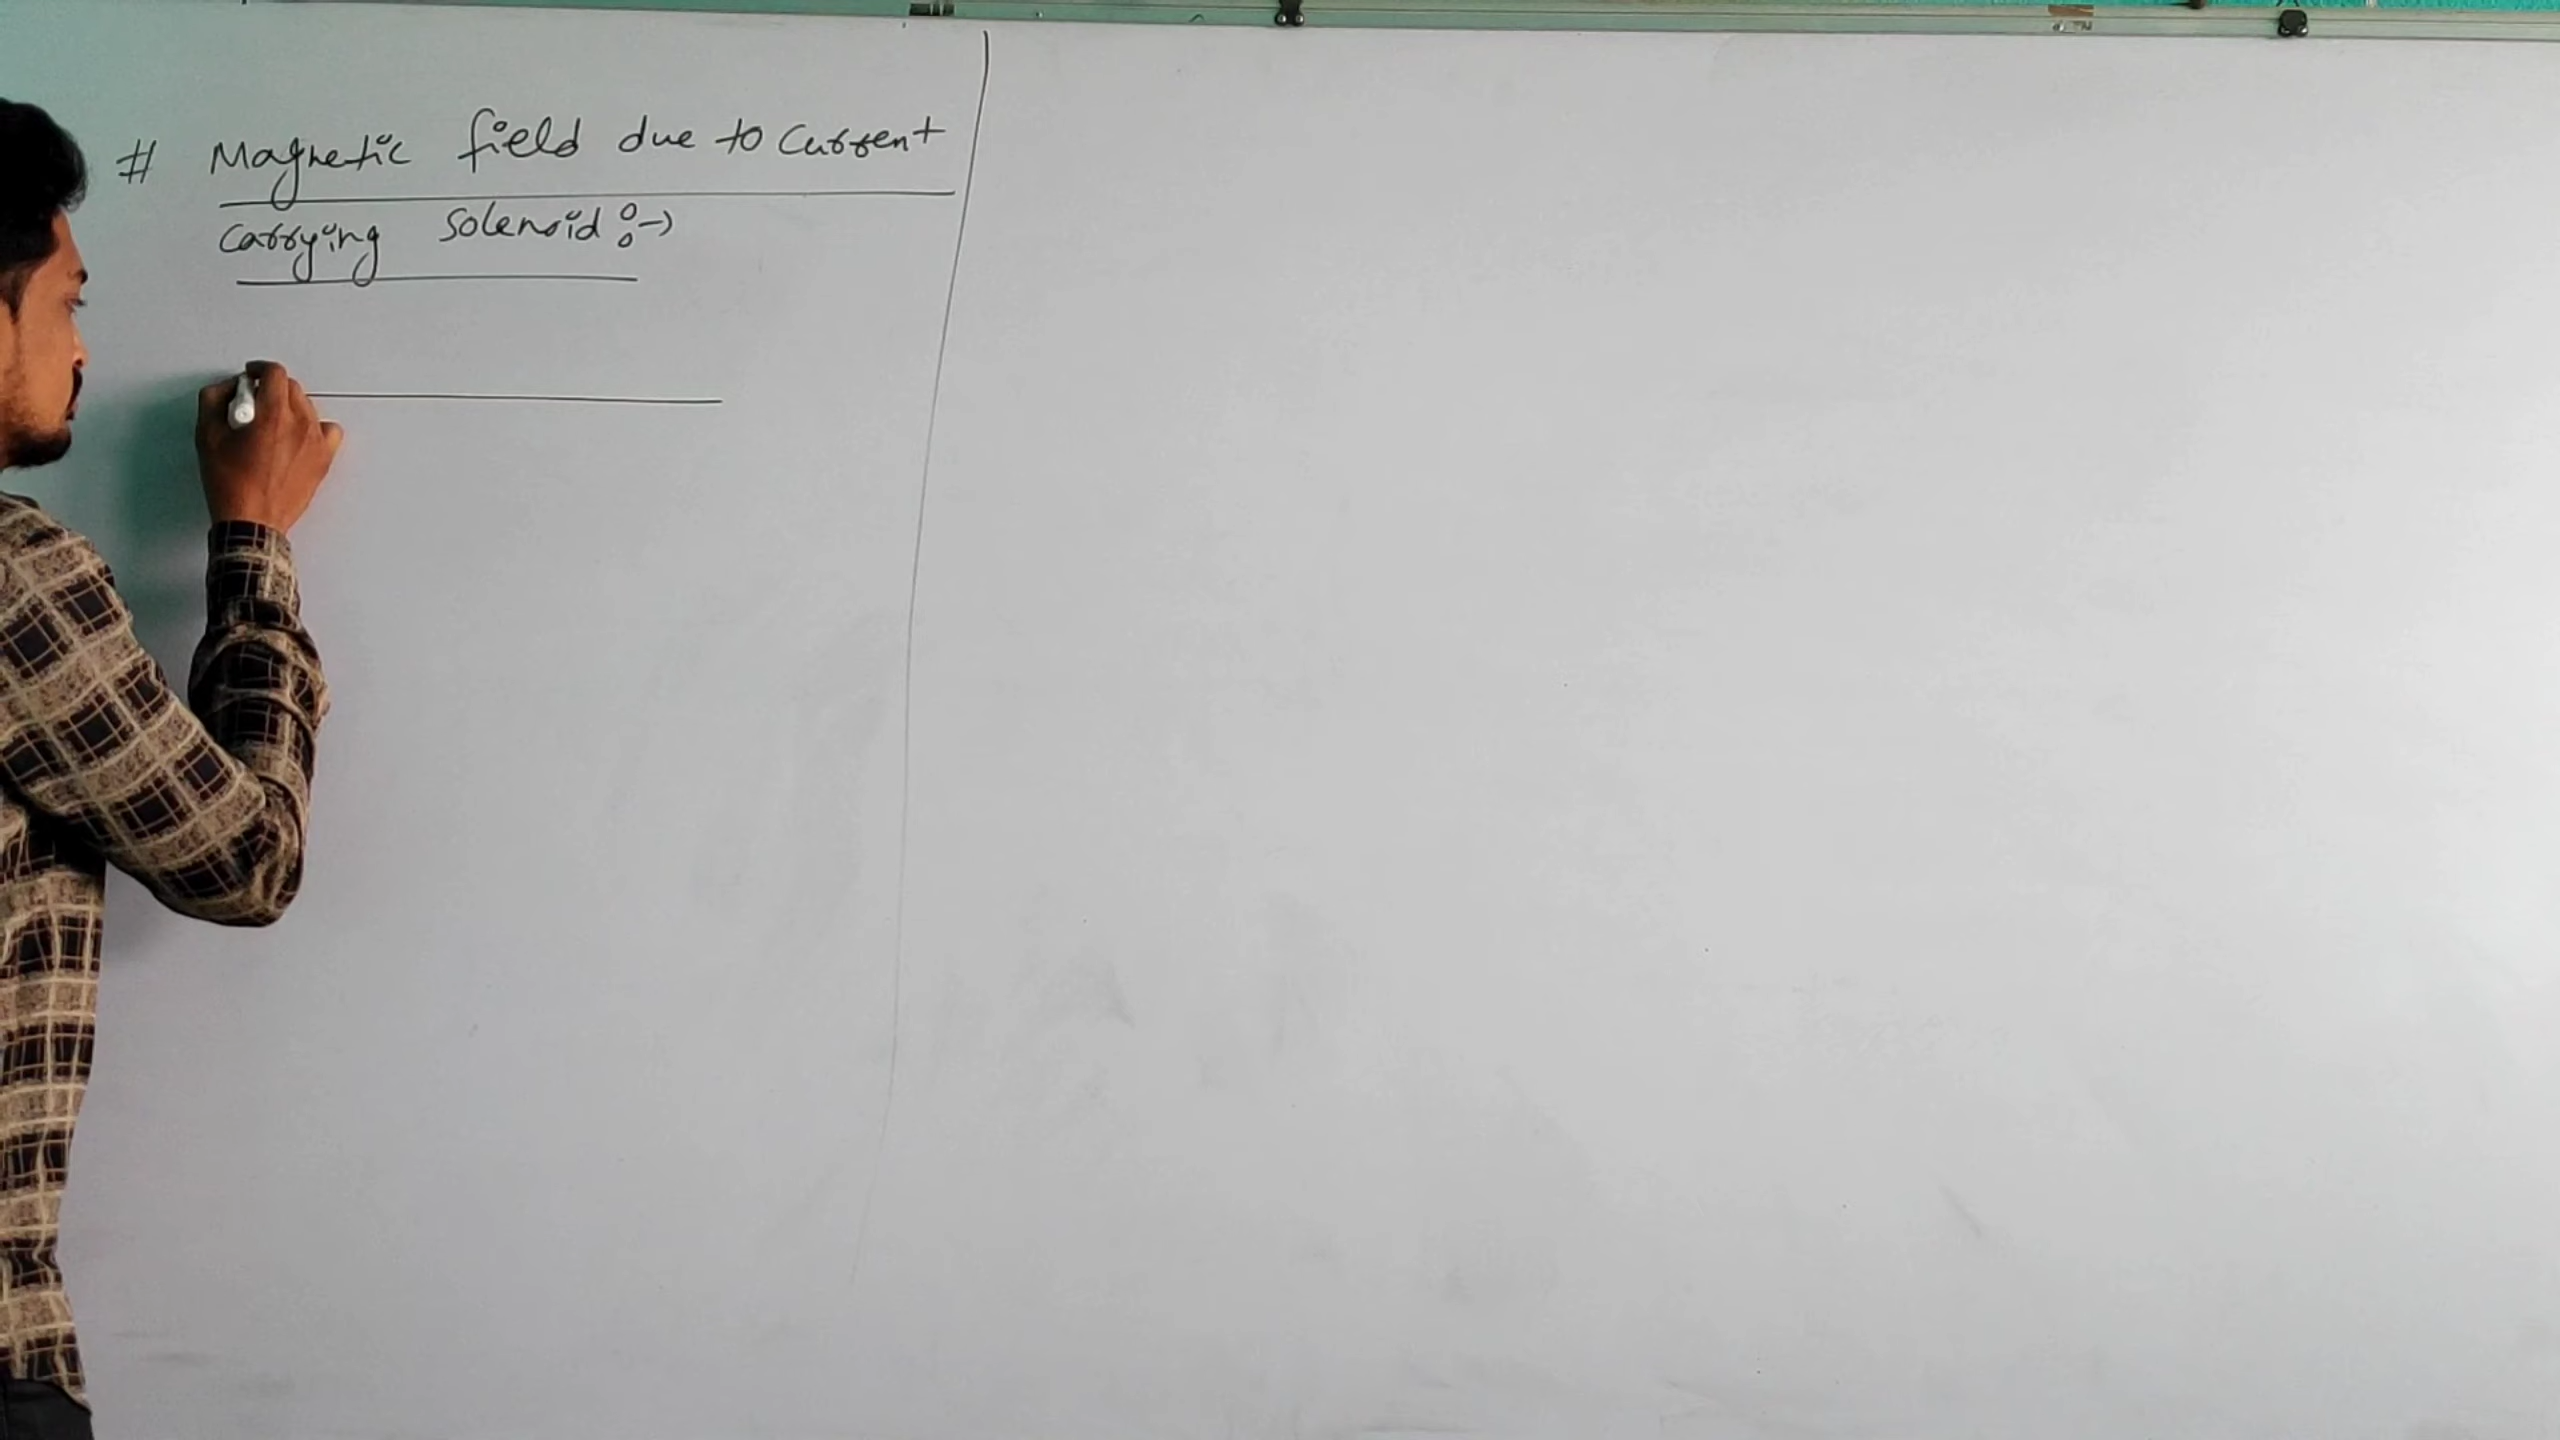 # Magnetic field due to Current
carrying solenoid :→